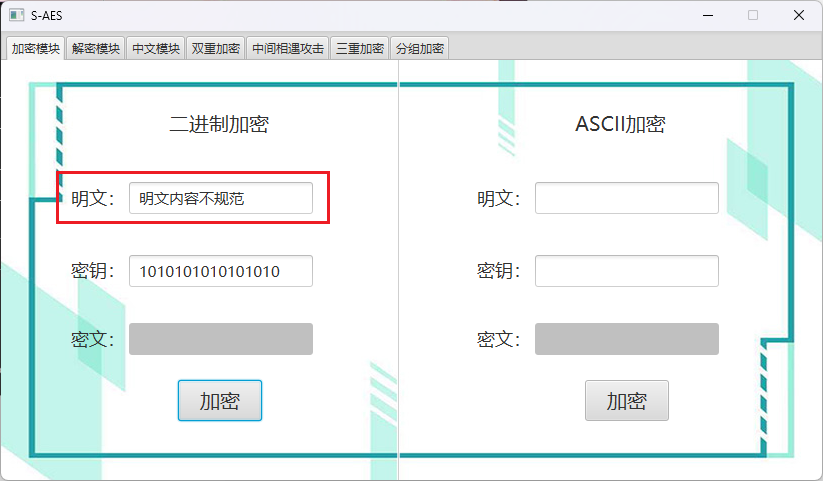 S-AES
加密模块 解密模块 中文模块 双重加密 中间相遇攻击 三重加密 分组加密
二进制加密
明文： 明文内容不规范
密钥： 1010101010101010
密文：
加密
ASCII加密
明文：
密钥：
密文：
加密